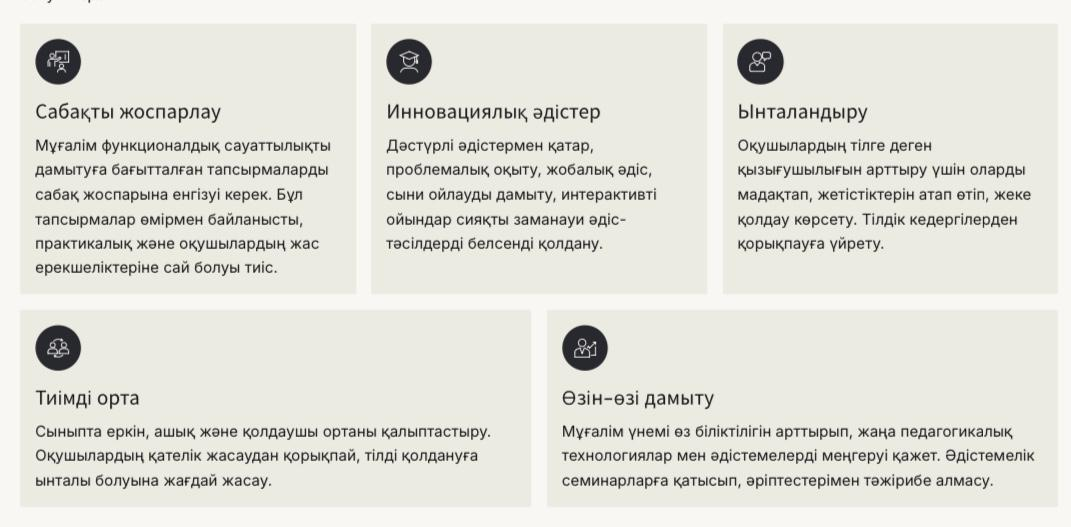 Сабақты жоспарлау
Мұғалім функционалдық сауаттылықты
дамытуға бағытталған тапсырмаларды
сабақ жоспарына енгізуі керек. Бұл
тапсырмалар өмірмен байланысты,
практикалық және оқушылардың жас
ерекшеліктеріне сай болуы тиіс.
Инновациялық әдістер
Дәстүрлі әдістермен қатар,
проблемалық оқыту, жобалық әдіс,
сыни ойлауды дамыту, интерактивті
ойындар сияқты заманауи әдіс-
тәсілдерді белсенді қолдану.
Ынталандыру
Оқушылардың тілге деген
қызығушылығын арттыру үшін оларды
мадақтап, жетістіктерін атап өтіп, жеке
қолдау көрсету. Тілдік кедергілерден
қорықпауға үйрету.
Тиімді орта
Сыныпта еркін, ашық және қолдаушы ортаны қалыптастыру.
Оқушылардың қателік жасаудан қорықпай, тілді қолдануға
ынталы болуына жағдай жасау.
Өзін-өзі дамыту
Мұғалім үнемі өз біліктілігін арттырып, жаңа педагогикалық
технологиялар мен әдістемелерді меңгеруі қажет. Әдістемелік
семинарларға қатысып, әріптестерімен тәжірибе алмасу.